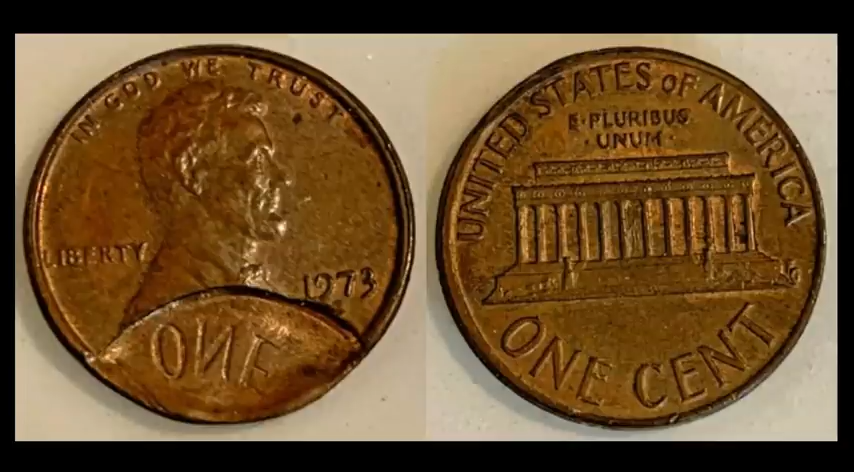 IN GOD WE TRUST
LIBERTY
1973
ONE
UNITED STATES OF AMERICA
E·PLURIBUS
·UNUM·
ONE CENT